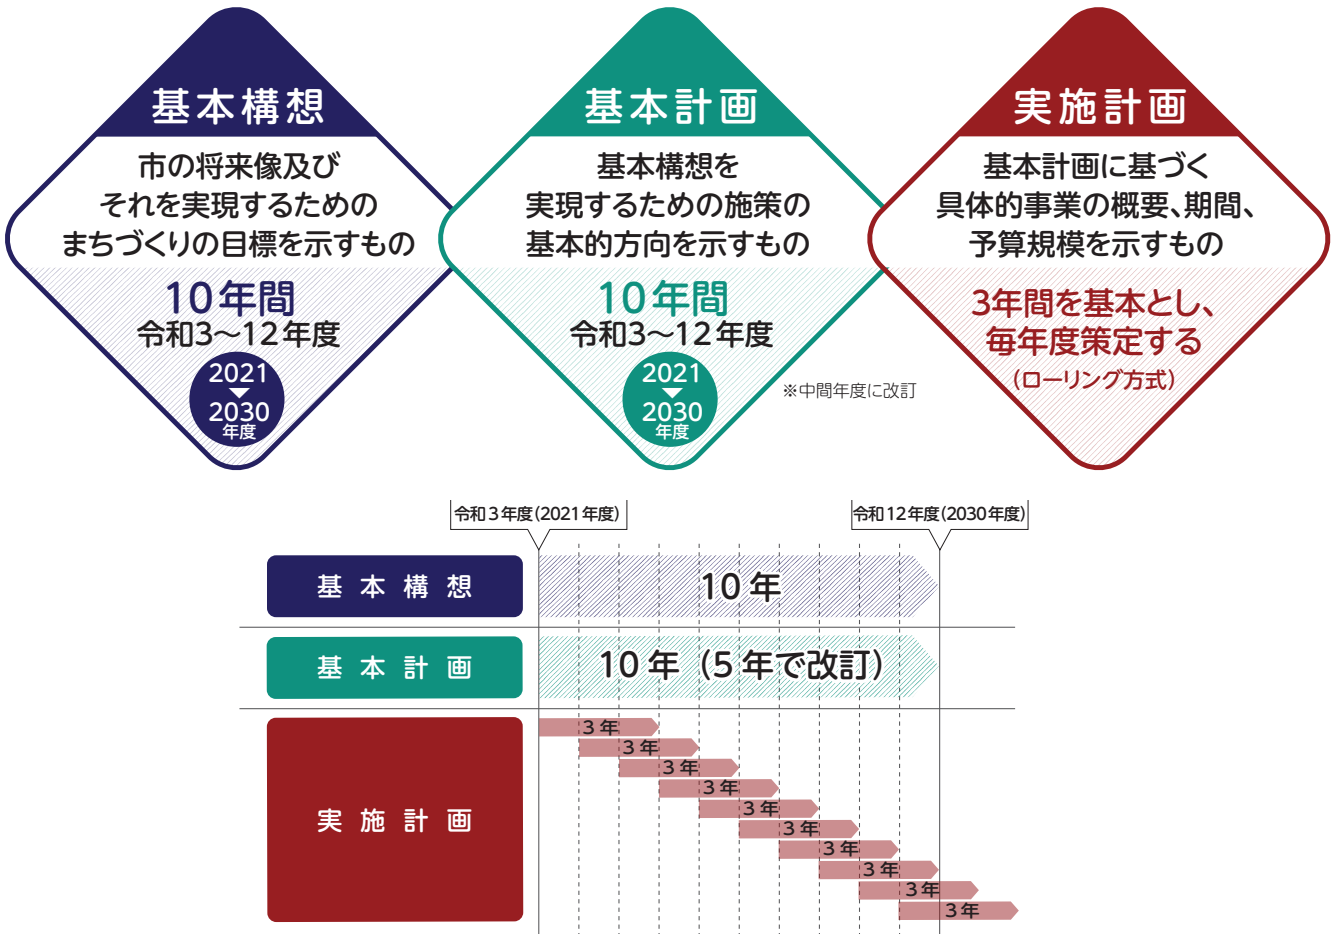 基本構想
市の将来像及び
それを実現するための
まちづくりの目標を示すもの
10年間
令和3〜12年度
2021
2030
年度
基本計画
基本構想を
実現するための施策の
基本的方向を示すもの
10年間
令和3〜12年度
2021
2030
年度
※中間年度に改訂
実施計画
基本計画に基づく
具体的事業の概要、期間、
予算規模を示すもの
3年間を基本とし、
毎年度策定する
(ローリング方式)
令和3年度(2021年度)
令和12年度(2030年度)
基本構想
10年
基本計画
10年(5年で改訂)
実施計画
3年
3年
3年
3年
3年
3年
3年
3年
3年
3年